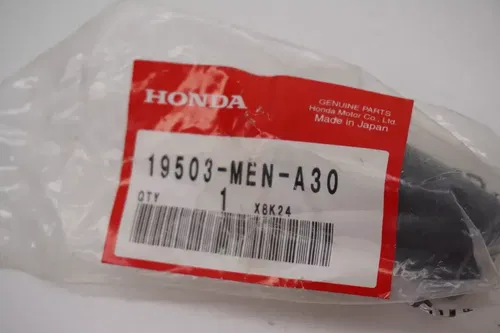 HONDA
GENUINE PARTS
Honda Motor Co., Ltd.
Made in Japan
19503-MEN-A30
QTY 1 X8K24